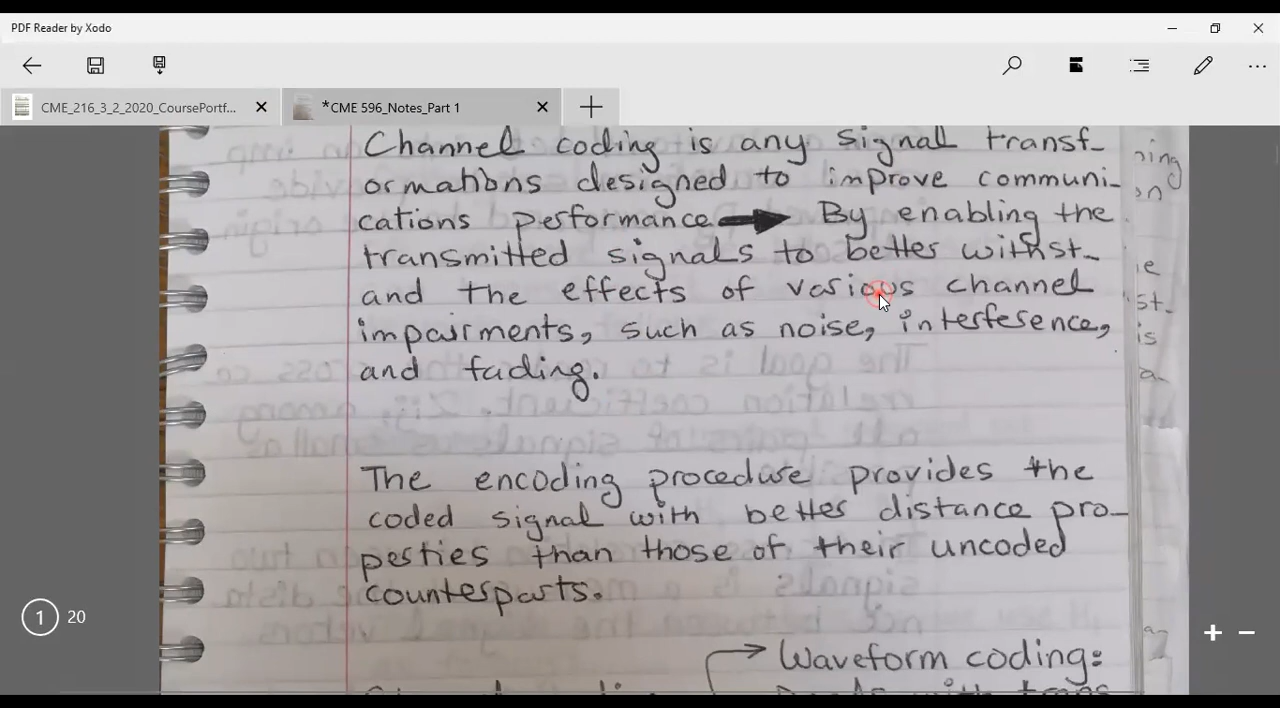 PDF Reader by Xodo
CME_216_3_2_2020_CoursePortf...
*CME 596_Notes_Part 1
Channel coding is any signal transf-
ormations designed to improve communi-
cations performance → By enabling the
transmitted signals to better withst-
and the effects of various channel
impairments, such as noise, interference,
and fading.
The encoding procedure provides the
coded signal with better distance pro-
perties than those of their uncoded
counterparts.
1 20
Waveform coding: